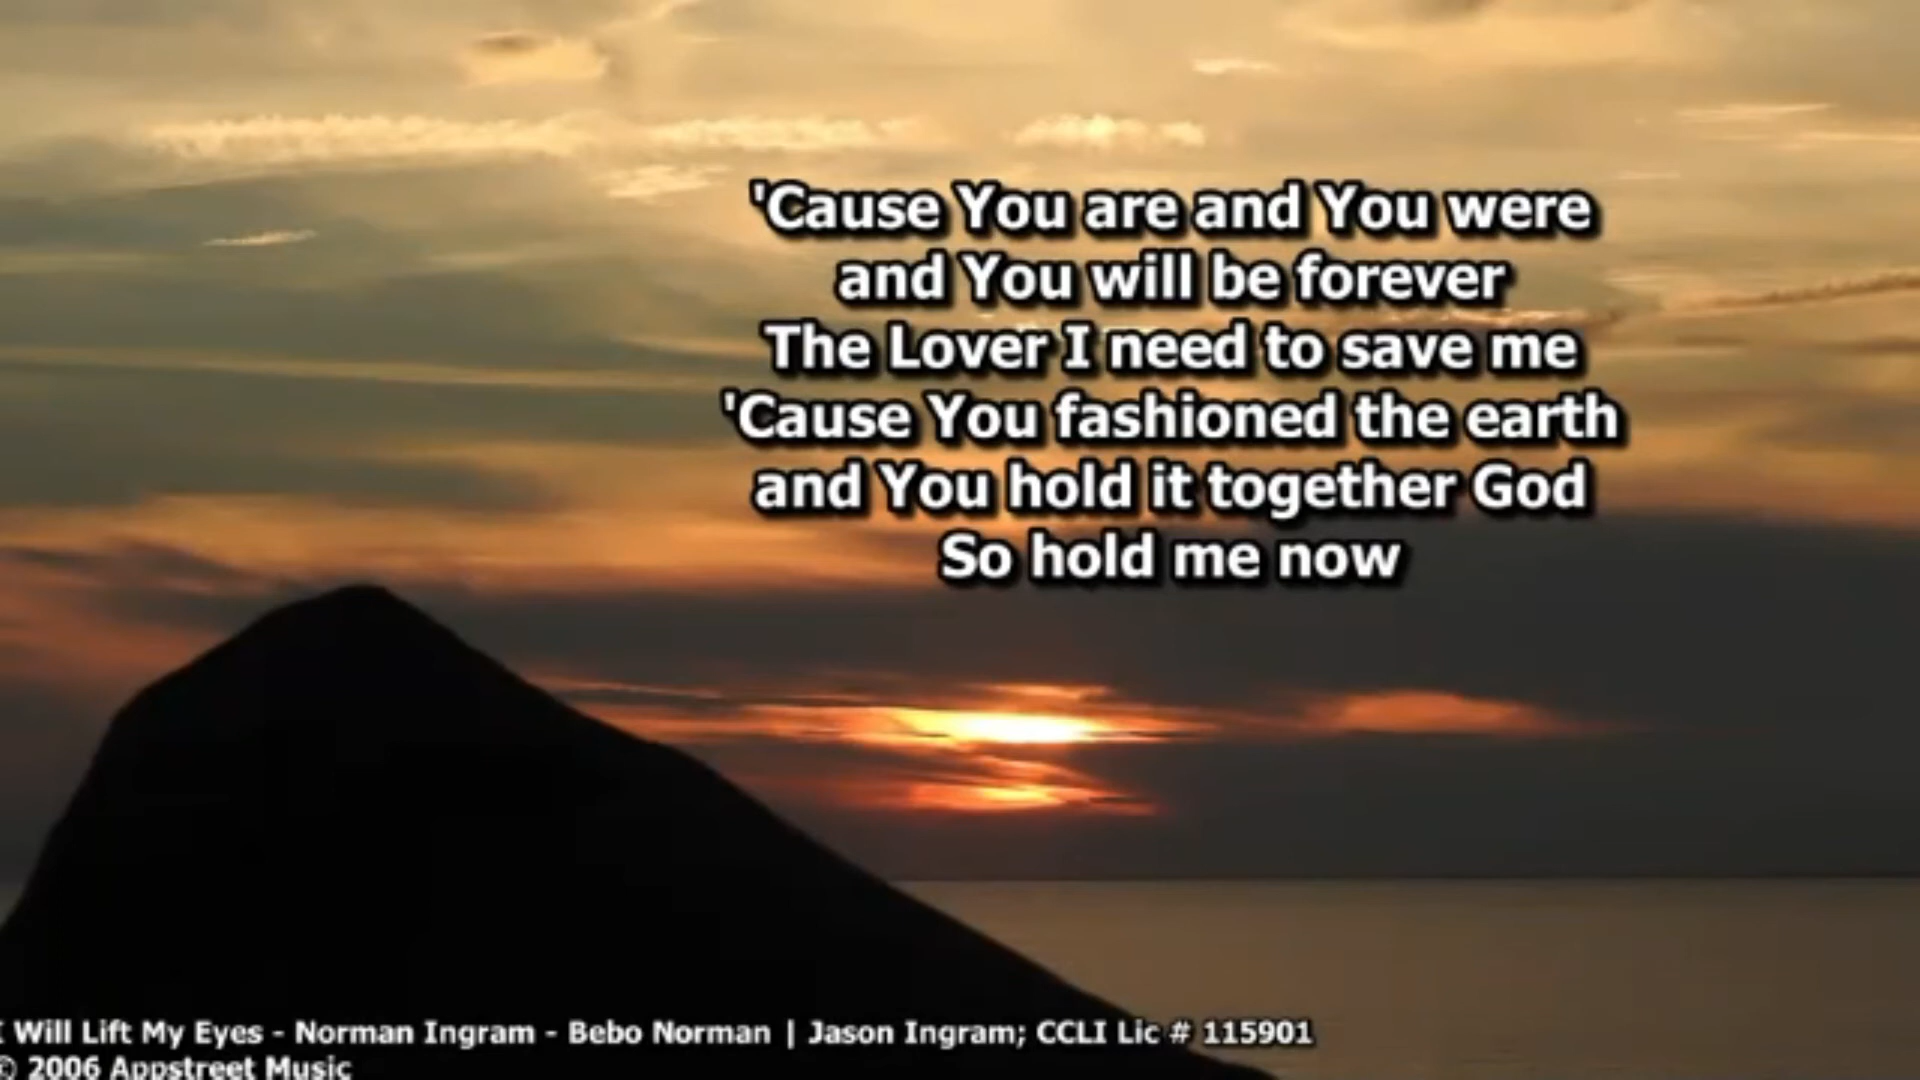 'Cause You are and You were
and You will be forever
The Lover I need to save me
'Cause You fashioned the earth
and You hold it together God
So hold me now
I Will Lift My Eyes - Norman Ingram - Bebo Norman | Jason Ingram; CCLI Lic # 115901
© 2006 Appstreet Music